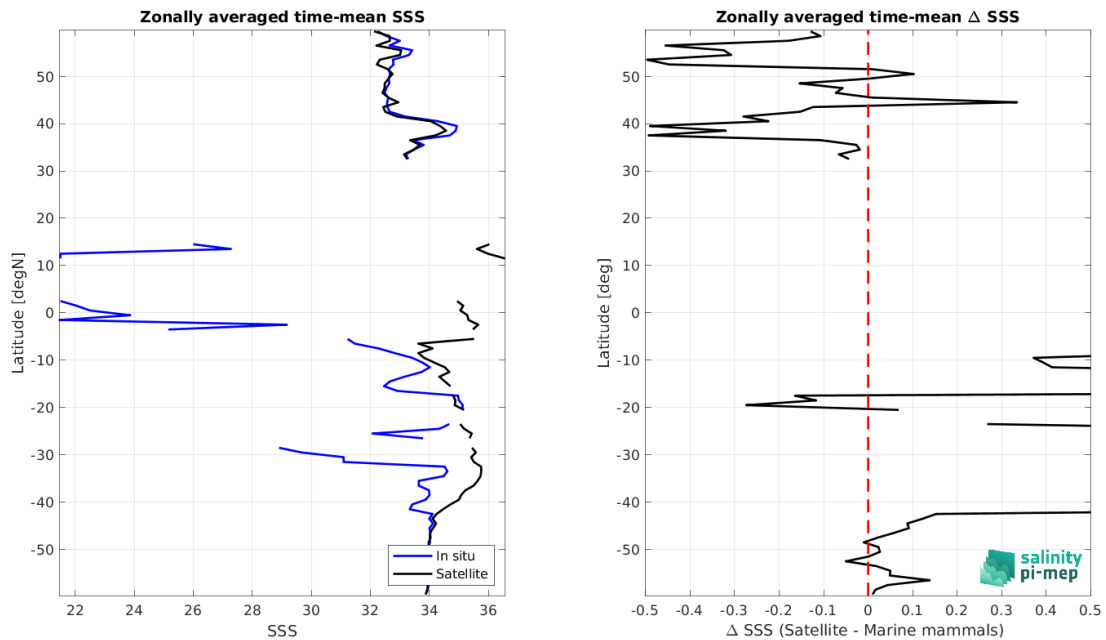 Zonally averaged time-mean SSS
Latitude [degN]
50
40
30
20
10
0
-10
-20
-30
-40
-50
22 24 26 28 30 32 34 36
SSS
In situ
Satellite
Zonally averaged time-mean Δ SSS
Latitude [deg]
50
40
30
20
10
0
-10
-20
-30
-40
-50
-0.5 -0.4 -0.3 -0.2 -0.1 0 0.1 0.2 0.3 0.4 0.5
Δ SSS (Satellite - Marine mammals)
salinity
pi-mep